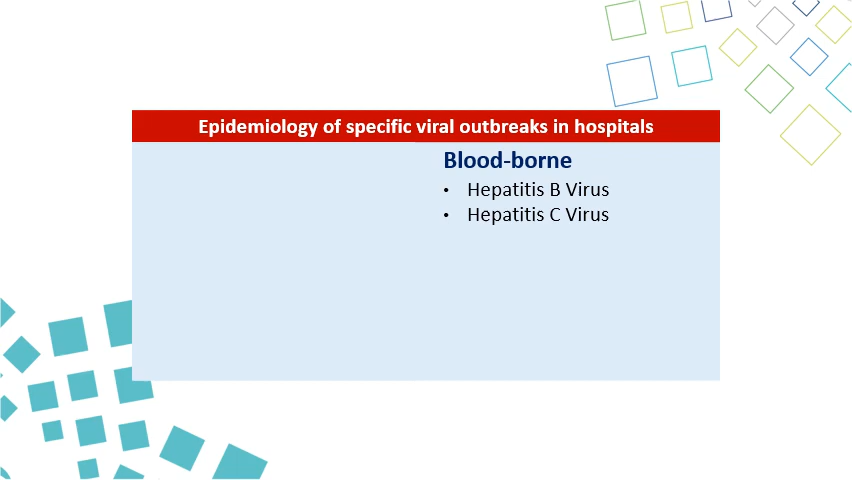 Epidemiology of specific viral outbreaks in hospitals
Blood-borne
• Hepatitis B Virus
• Hepatitis C Virus